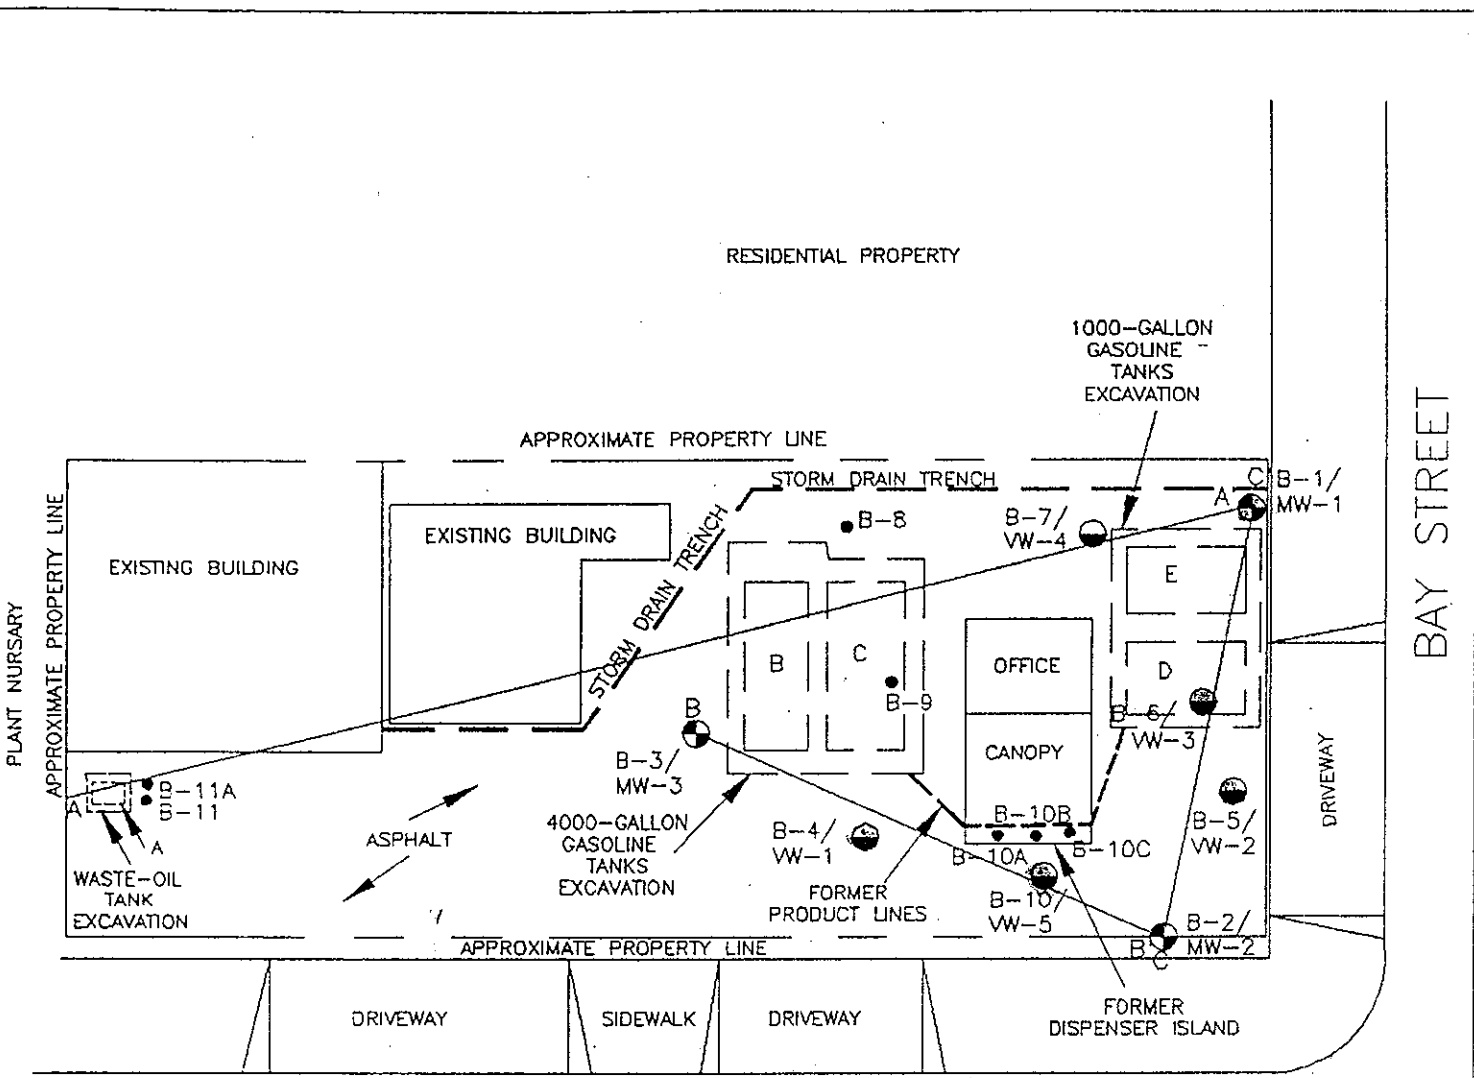 RESIDENTIAL PROPERTY
1000-GALLON
GASOLINE
TANKS
EXCAVATION
BAY STREET
APPROXIMATE PROPERTY LINE
STORM DRAIN TRENCH
C
A
B-1/
MW-1
B-8
B-7/
VW-4
EXISTING BUILDING
EXISTING BUILDING
STORM DRAIN TRENCH
PLANT NURSARY
APPROXIMATE PROPERTY LINE
E
B
C
OFFICE
D
B-9
B
B-6/
VW-3
B-3/
MW-3
CANOPY
A
B-11A
B-11
A
ASPHALT
WASTE-OIL
TANK
EXCAVATION
4000-GALLON
GASOLINE
TANKS
EXCAVATION
B-4/
VW-1
B-10B
B-10A
B-10C
B-5/
VW-2
DRIVEWAY
FORMER
PRODUCT LINES
B-10/
VW-5
B-2/
MW-2
B'
C
APPROXIMATE PROPERTY LINE
DRIVEWAY
SIDEWALK
DRIVEWAY
FORMER
DISPENSER ISLAND